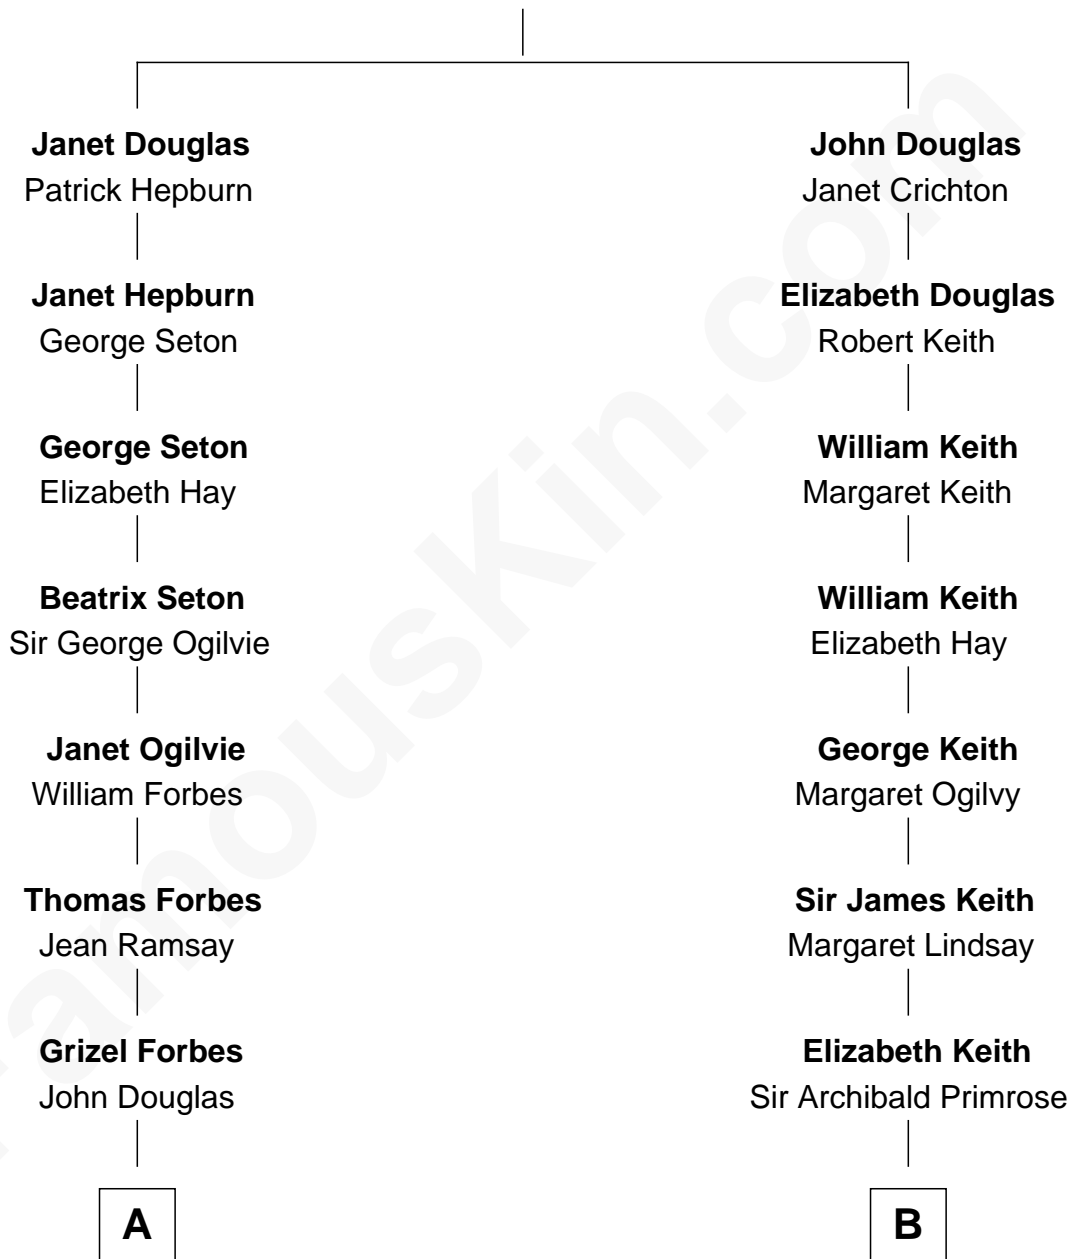 Janet Douglas
Patrick Hepburn
Janet Hepburn
George Seton
George Seton
Elizabeth Hay
Beatrix Seton
Sir George Ogilvie
Janet Ogilvie
William Forbes
Thomas Forbes
Jean Ramsay
Grizel Forbes
John Douglas
A
John Douglas
Janet Crichton
Elizabeth Douglas
Robert Keith
William Keith
Margaret Keith
William Keith
Elizabeth Hay
George Keith
Margaret Ogilvy
Sir James Keith
Margaret Lindsay
Elizabeth Keith
Sir Archibald Primrose
B
FamousKin.com